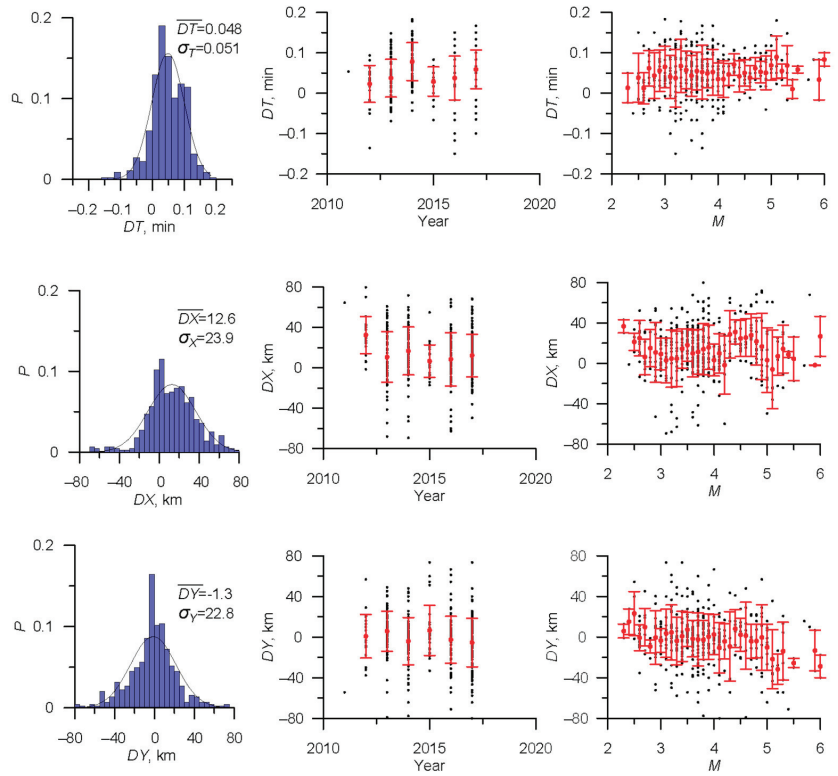 0.2
0.15
0.1
0.05
0
P
D̅T̅=0.048
σT=0.051
–0.2 –0.1 0 0.1 0.2
DT, min
0.2
0.1
0
–0.1
–0.2
DT, min
2010 2015 2020
Year
0.2
0.1
0
–0.1
–0.2
DT, min
2 3 4 5 6
M
0.2
0.1
0
P
D̅X̅=12.6
σX=23.9
–80 –40 0 40 80
DX, km
80
40
0
–40
–80
DX, km
2010 2015 2020
Year
80
40
0
–40
–80
DX, km
2 3 4 5 6
M
0.2
0.1
0
P
D̅Y̅=-1.3
σY=22.8
–80 –40 0 40 80
DY, km
80
40
0
–40
–80
DY, km
2010 2015 2020
Year
80
40
0
–40
–80
DY, km
2 3 4 5 6
M